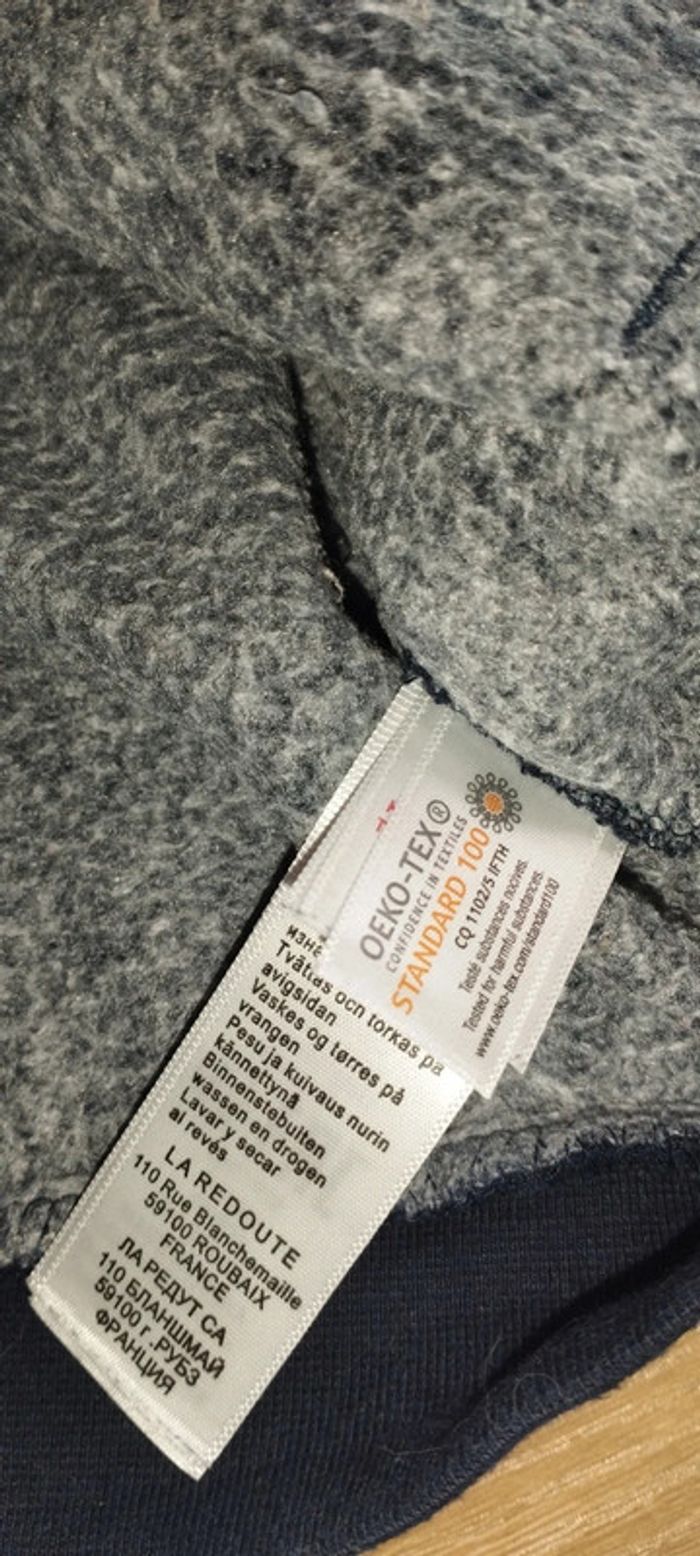 OEKO-TEX®
CONFIDENCE IN TEXTILES
STANDARD 100
CQ 1102/5 IFTH
Testé substances nocives.
Tested for harmful substances.
www.oeko-tex.com/standard100
Tvättas och torkas på
avigsidan
Vaskes og tørres på
vrangen
Pesu ja kuivaus nurin
kännettynä
Binnenstebuiten
wassen en drogen
Lavar y secar
al revés
LA REDOUTE
110 Rue Blanchemaille
59100 ROUBAIX
FRANCE
ЛА РЕДУТ СА
110 БЛАНШМАЙ
59100 г.РУБЭ
ФРАНЦИЯ